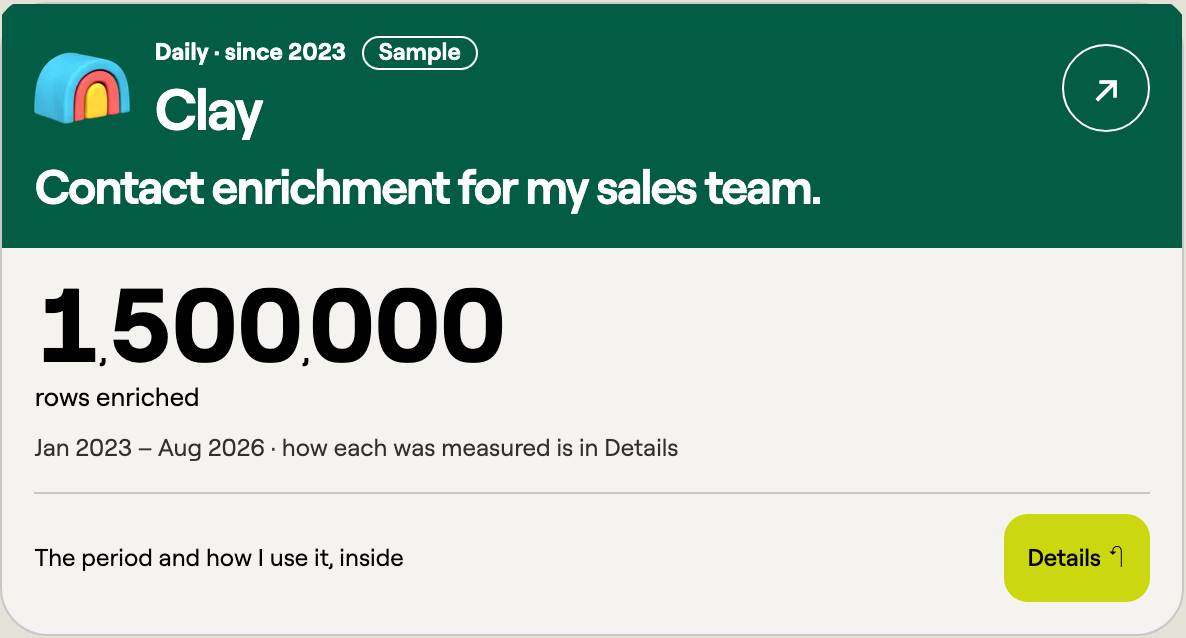 Daily · since 2023 Sample
Clay
Contact enrichment for my sales team.
1,500,000
rows enriched
Jan 2023 – Aug 2026 · how each was measured is in Details
The period and how I use it, inside
Details